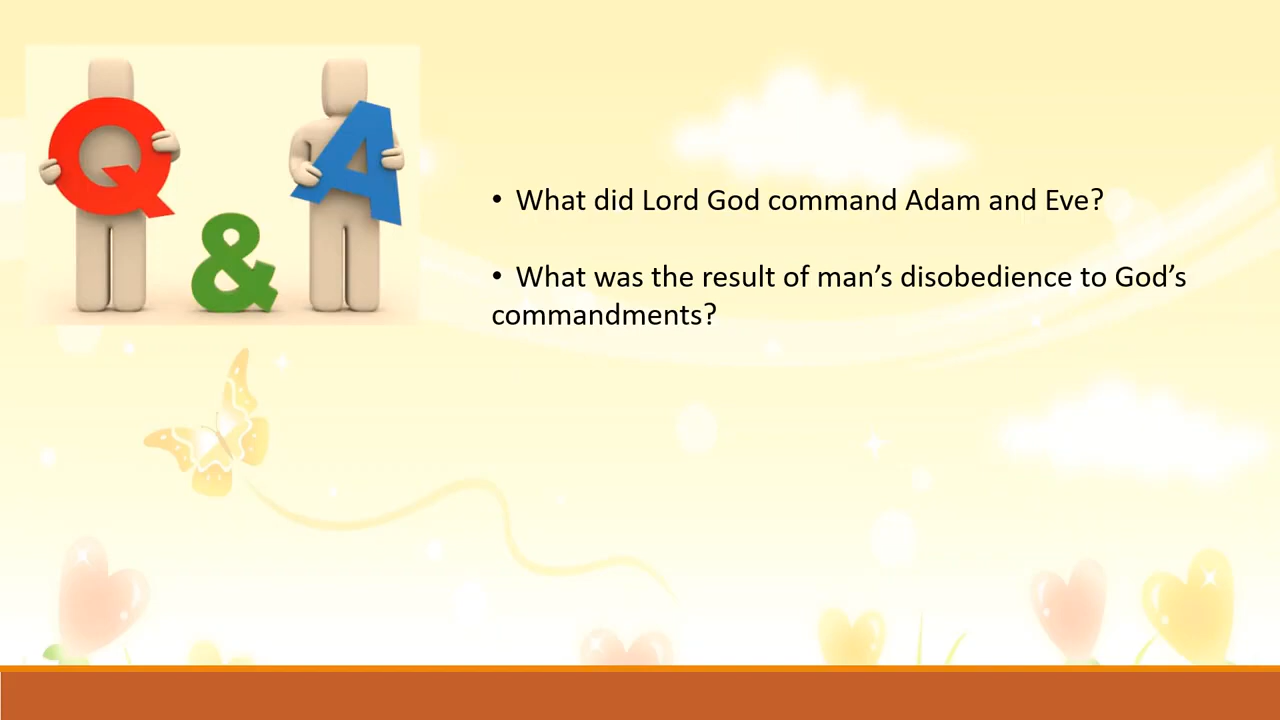 Q & A
• What did Lord God command Adam and Eve?
• What was the result of man’s disobedience to God’s
commandments?